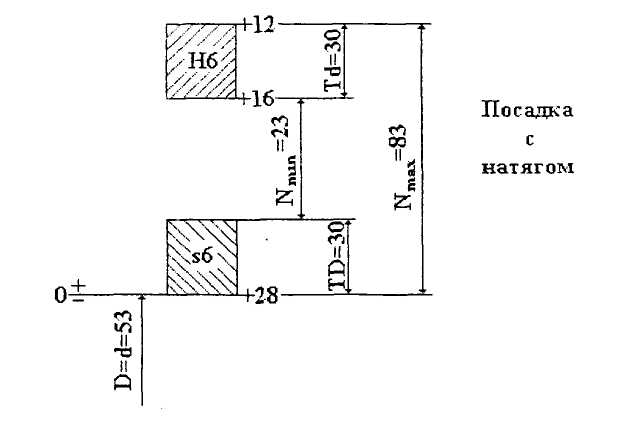 +12
H6
Td=30
+16
Nmin=23
Nmax=83
Посадка
с
натягом
s6
TD=30
0
+
−
+28
D=d=53